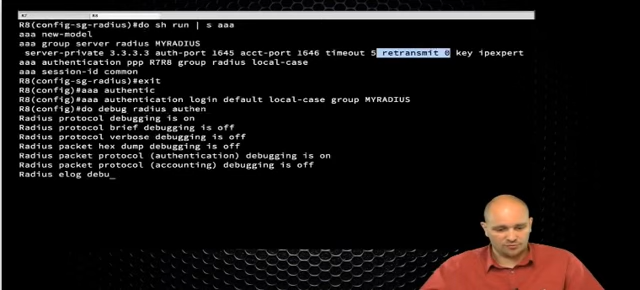 R7
R8
R8(config-sg-radius)#do sh run | s aaa
aaa new-model
aaa group server radius MYRADIUS
server-private 3.3.3.3 auth-port 1645 acct-port 1646 timeout 5 retransmit 0 key ipexpert
aaa authentication ppp R7R8 group radius local-case
aaa session-id common
R8(config-sg-radius)#exit
R8(config)#aaa authentic
R8(config)#aaa authentication login default local-case group MYRADIUS
R8(config)#do debug radius authen
Radius protocol debugging is on
Radius protocol brief debugging is off
Radius protocol verbose debugging is off
Radius packet hex dump debugging is off
Radius packet protocol (authentication) debugging is on
Radius packet protocol (accounting) debugging is off
Radius elog debu_